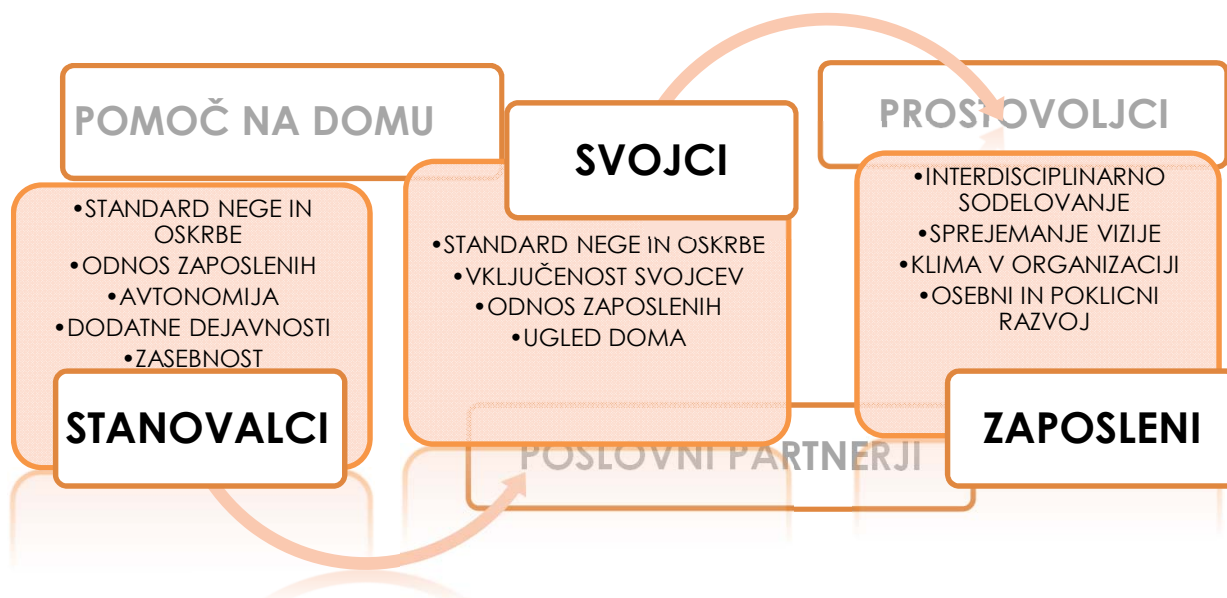 POMOČ NA DOMU
•STANDARD NEGE IN
OSKRBE
•ODNOS ZAPOSLENIH
•AVTONOMIJA
•DODATNE DEJAVNOSTI
•ZASEBNOST
STANOVALCI
SVOJCI
•STANDARD NEGE IN OSKRBE
•VKLJUČENOST SVOJCEV
•ODNOS ZAPOSLENIH
•UGLED DOMA
POSLOVNI PARTNERJI
PROSTOVOLJCI
•INTERDISCIPLINARNO
SODELOVANJE
•SPREJEMANJE VIZIJE
•KLIMA V ORGANIZACIJI
•OSEBNI IN POKLICNI
RAZVOJ
ZAPOSLENI